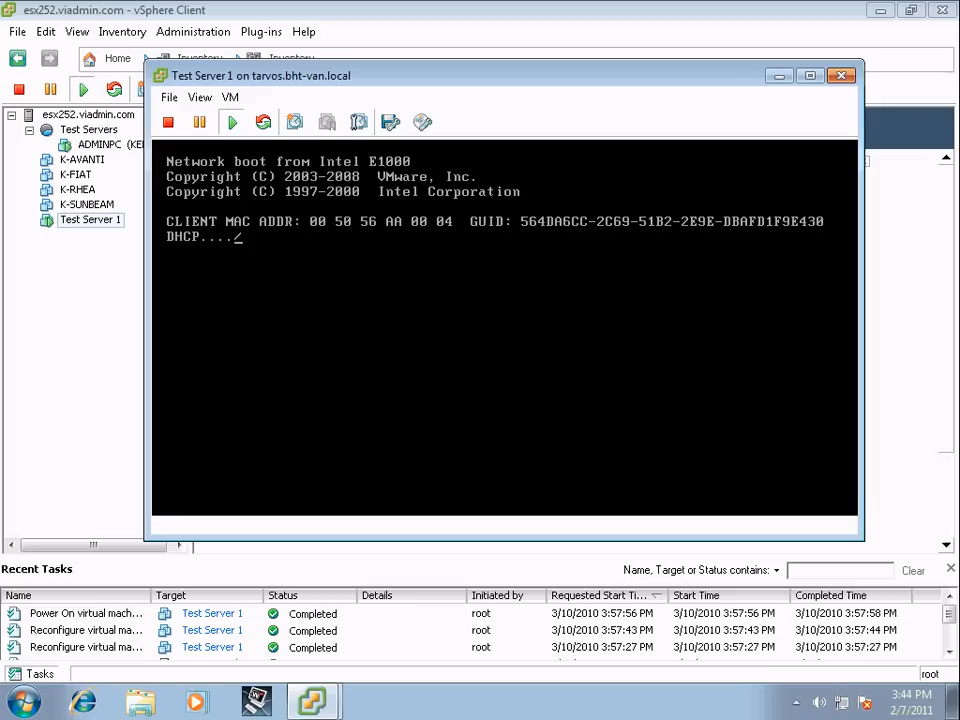 esx252.viadmin.com - vSphere Client
File Edit View Inventory Administration Plug-ins Help
Home Inventory Inventory
Test Server 1 on tarvos.bht-van.local
File View VM
esx252.viadmin.com
Test Servers
ADMINPC (KE
K-AVANTI
K-FIAT
K-RHEA
K-SUNBEAM
Test Server 1
Network boot from Intel E1000
Copyright (C) 2003-2008 VMware, Inc.
Copyright (C) 1997-2000 Intel Corporation
CLIENT MAC ADDR: 00 50 56 AA 00 04 GUID: 564DA6CC-2C69-51B2-2E9E-DBAFD1F9E430
DHCP..../
Recent Tasks
Name, Target or Status contains:
Clear
Name Target Status Details Initiated by Requested Start Ti... Start Time Completed Time
Power On virtual mach... Test Server 1 Completed root 3/10/2010 3:57:56 PM 3/10/2010 3:57:56 PM 3/10/2010 3:57:58 PM
Reconfigure virtual ma... Test Server 1 Completed root 3/10/2010 3:57:43 PM 3/10/2010 3:57:43 PM 3/10/2010 3:57:44 PM
Reconfigure virtual ma... Test Server 1 Completed root 3/10/2010 3:57:27 PM 3/10/2010 3:57:27 PM 3/10/2010 3:57:27 PM
Tasks
root
3:44 PM
2/7/2011